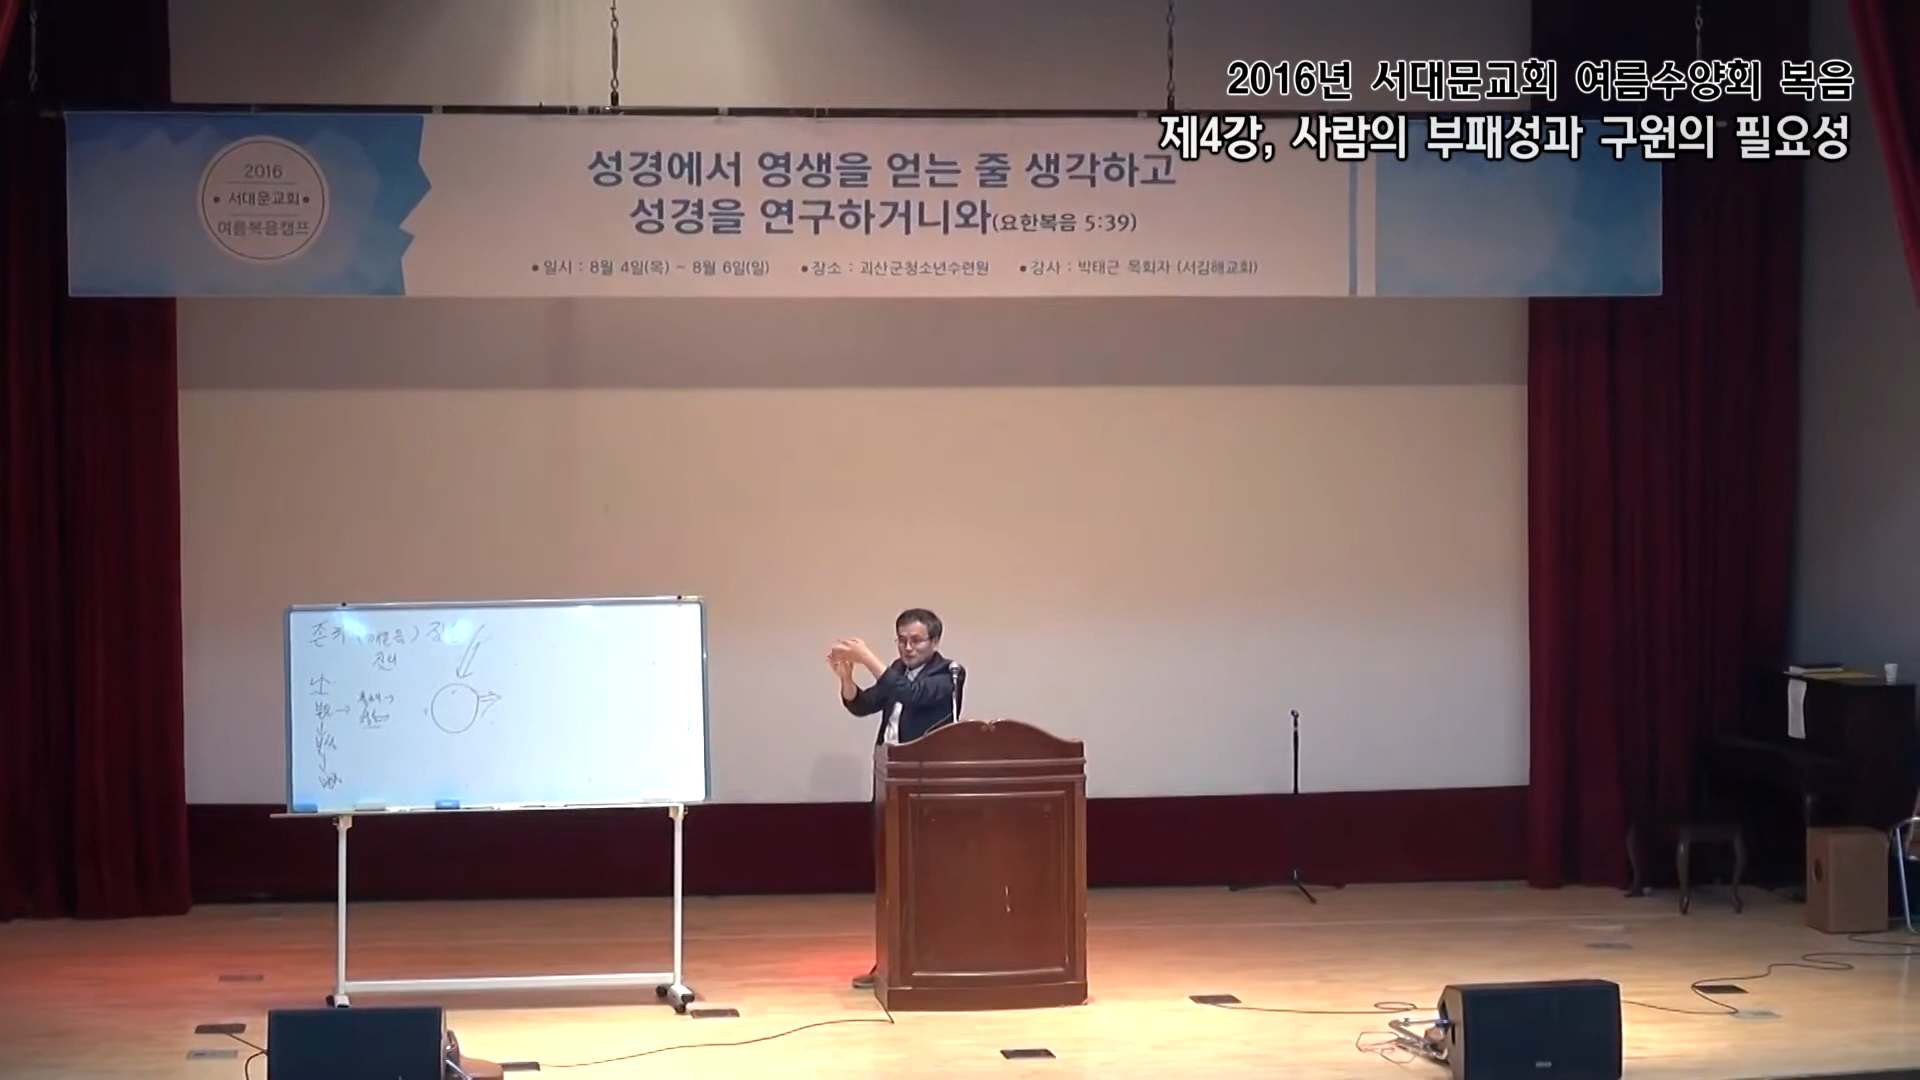 2016년 서대문교회 여름수양회 복음
제4강, 사람의 부패성과 구원의 필요성
2016
서대문교회
여름복음캠프
성경에서 영생을 얻는 줄 생각하고
성경을 연구하거니와(요한복음 5:39)
● 일시 : 8월 4일(목) ~ 8월 6일(일) ● 장소 : 괴산군청소년수련원 ● 강사 : 박태근 목회자 (서김해교회)